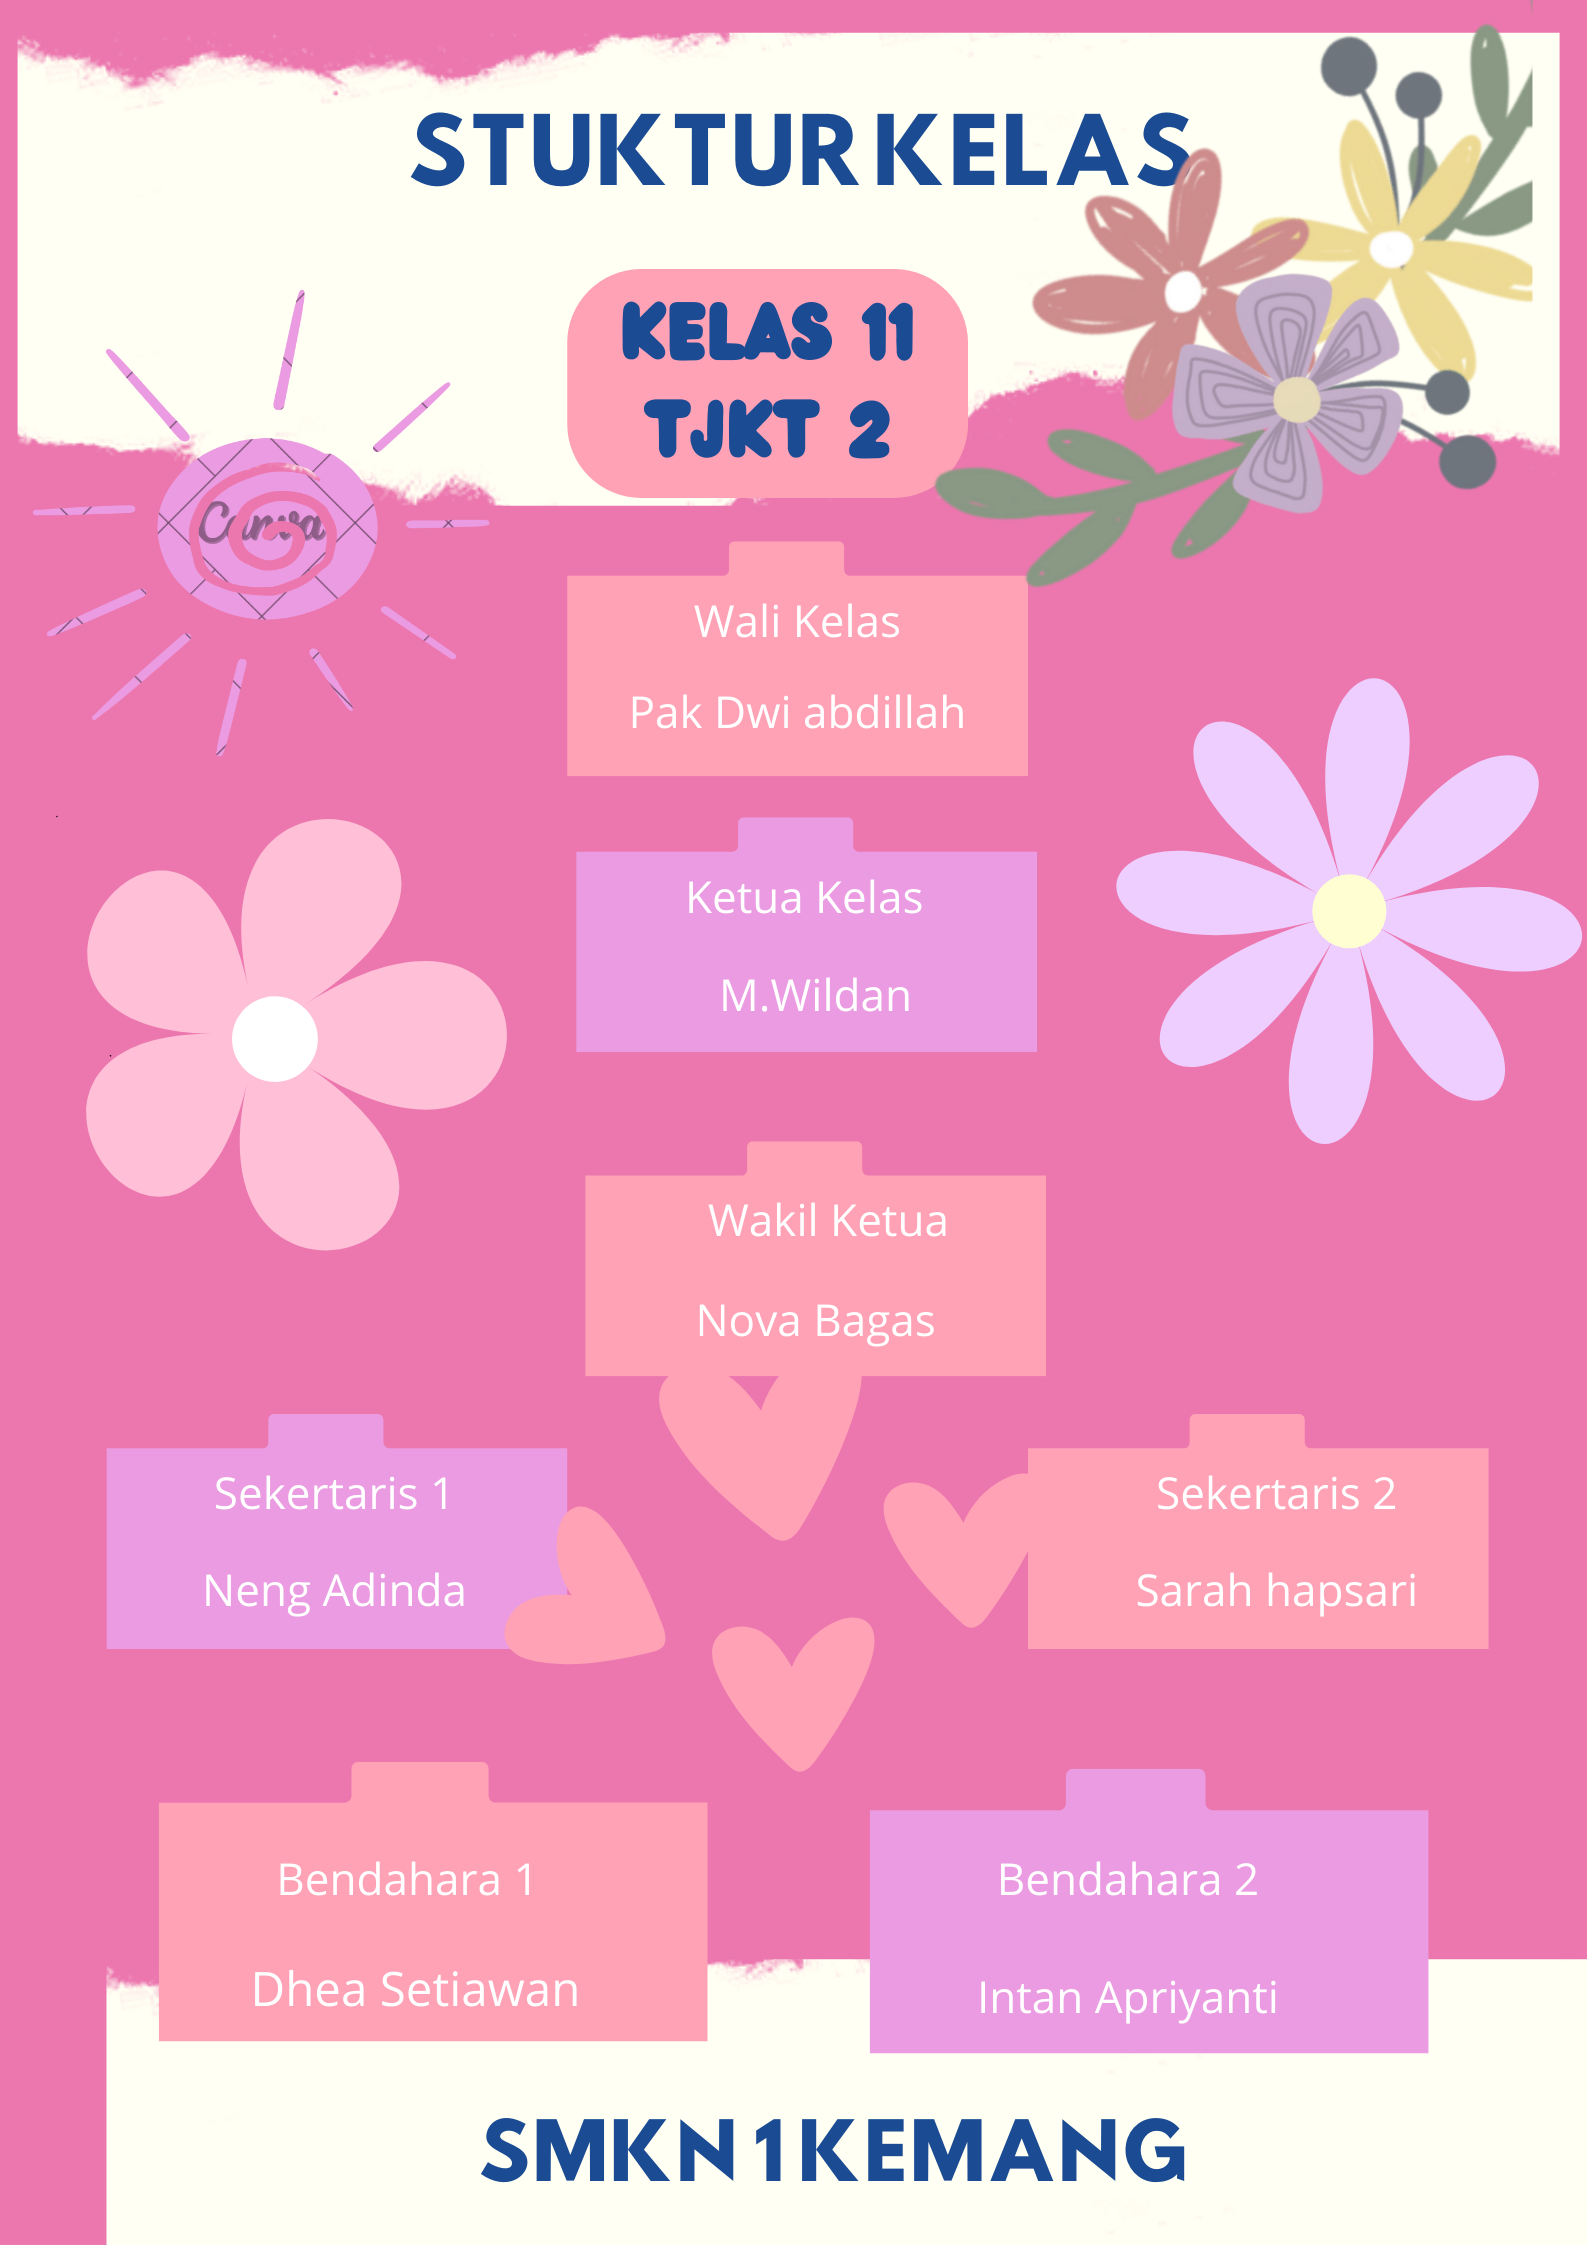 STUKTUR KELAS
KELAS 11
TJKT 2
Canva
Wali Kelas
Pak Dwi abdillah
Ketua Kelas
M.Wildan
Wakil Ketua
Nova Bagas
Sekertaris 1
Neng Adinda
Sekertaris 2
Sarah hapsari
Bendahara 1
Dhea Setiawan
Bendahara 2
Intan Apriyanti
SMKN 1 KEMANG